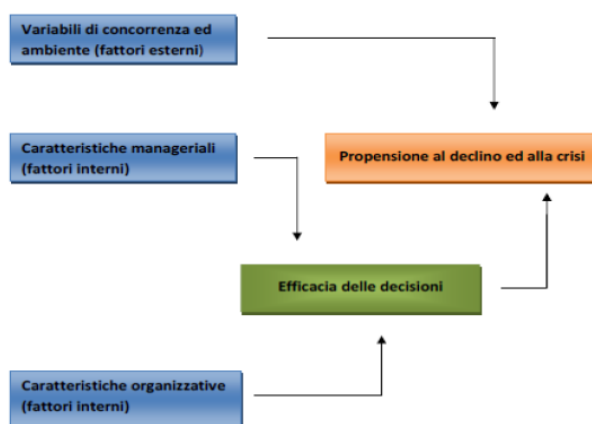 Variabili di concorrenza ed
ambiente (fattori esterni)
Caratteristiche manageriali
(fattori interni)
Propensione al declino ed alla crisi
Efficacia delle decisioni
Caratteristiche organizzative
(fattori interni)